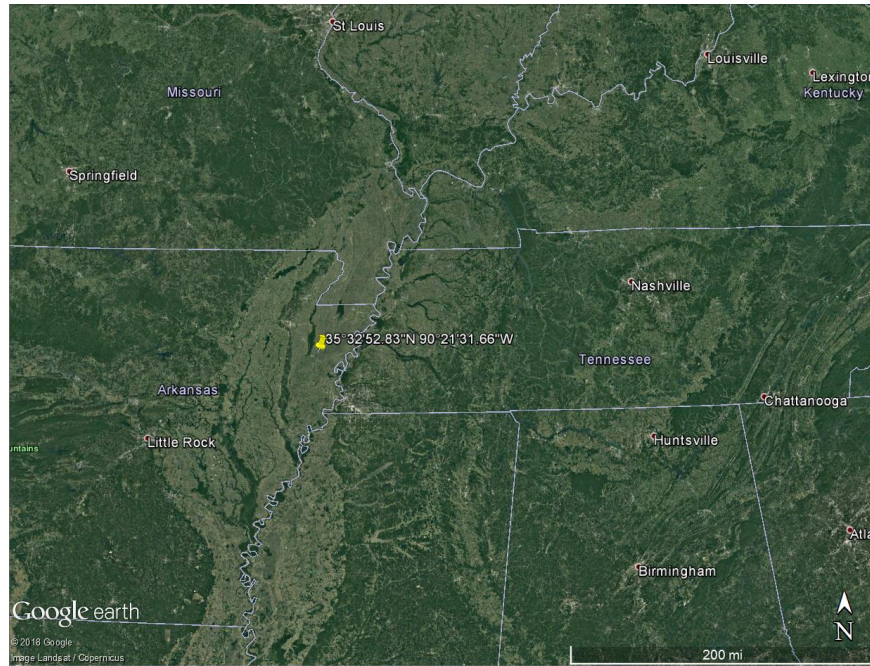 St Louis
Louisville
Lexington
Kentucky
Missouri
Springfield
Nashville
35°32'52.83"N 90°21'31.66"W
Tennessee
Arkansas
Chattanooga
Little Rock
Huntsville
untains
Atla
Birmingham
Google earth
N
© 2018 Google
Image Landsat / Copernicus
200 mi